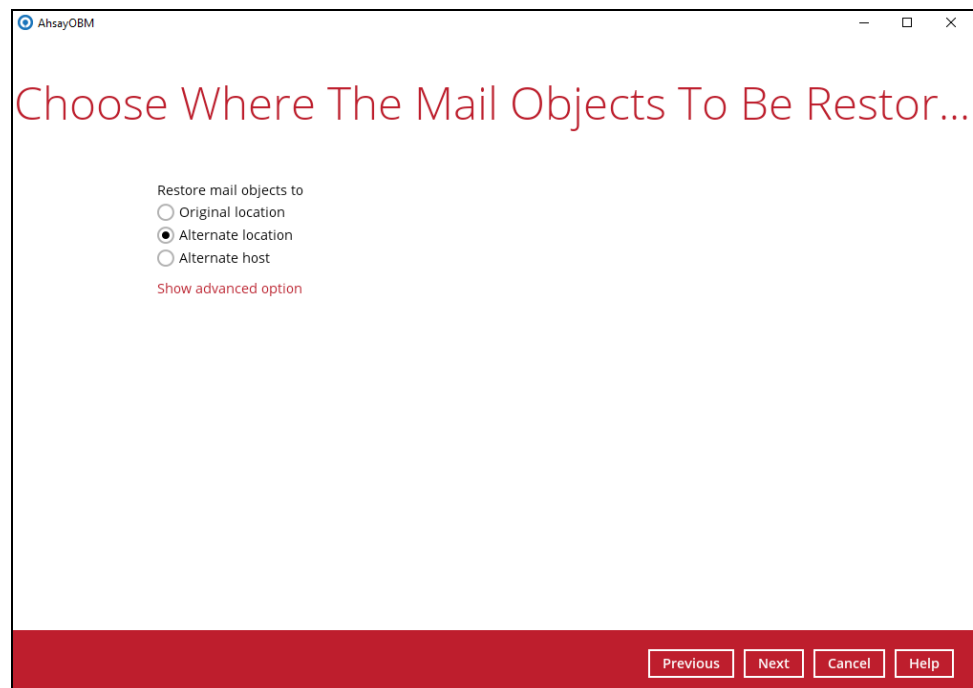 AhsayOBM
Choose Where The Mail Objects To Be Restor...
Restore mail objects to
Original location
Alternate location
Alternate host
Show advanced option
Previous Next Cancel Help